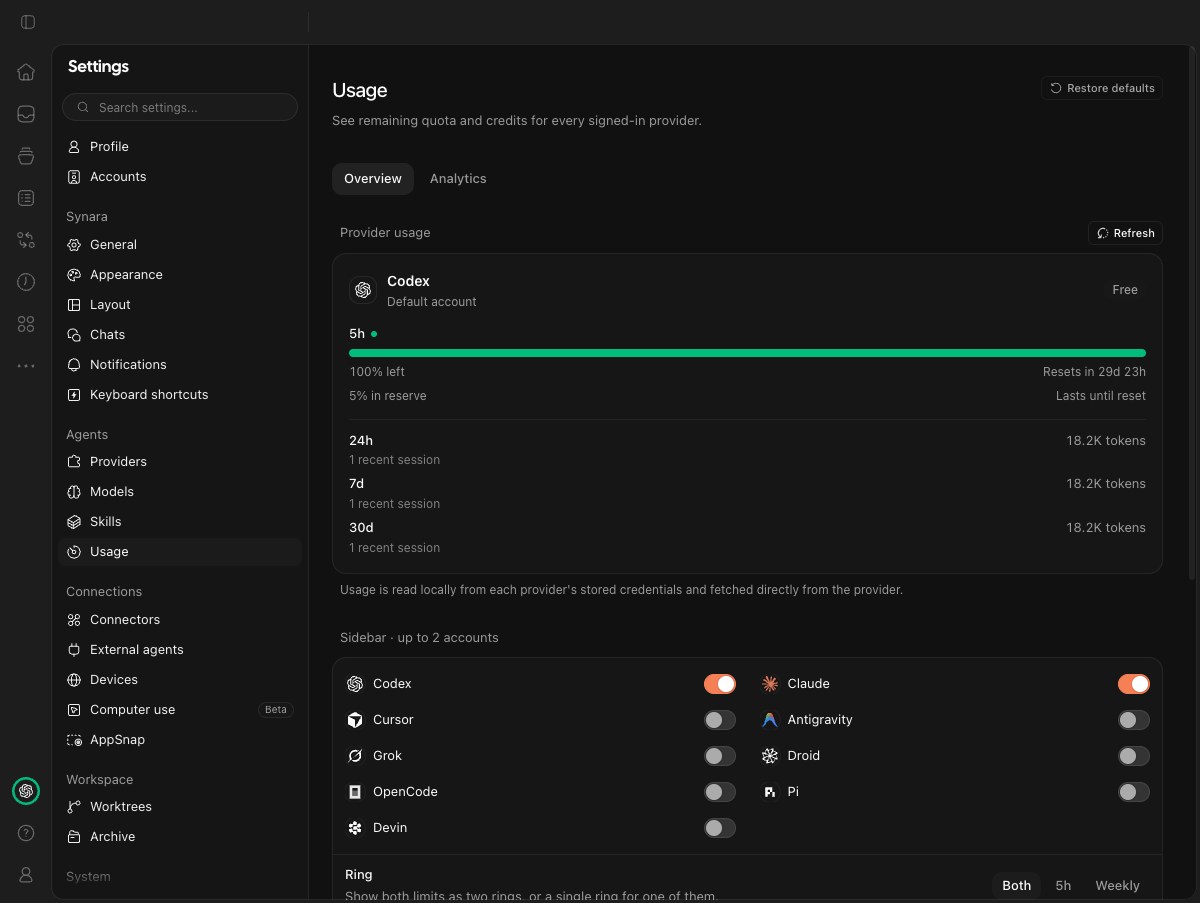 Settings
Search settings...
Profile
Accounts
Synara
General
Appearance
Layout
Chats
Notifications
Keyboard shortcuts
Agents
Providers
Models
Skills
Usage
Connections
Connectors
External agents
Devices
Computer use Beta
AppSnap
Workspace
Worktrees
Archive
System
Usage
Restore defaults
See remaining quota and credits for every signed-in provider.
Overview Analytics
Provider usage
Refresh
Codex
Default account
Free
5h
100% left Resets in 29d 23h
5% in reserve Lasts until reset
24h 18.2K tokens
1 recent session
7d 18.2K tokens
1 recent session
30d 18.2K tokens
1 recent session
Usage is read locally from each provider's stored credentials and fetched directly from the provider.
Sidebar · up to 2 accounts
Codex Claude
Cursor Antigravity
Grok Droid
OpenCode Pi
Devin
Ring
Show both limits as two rings, or a single ring for one of them.
Both 5h Weekly